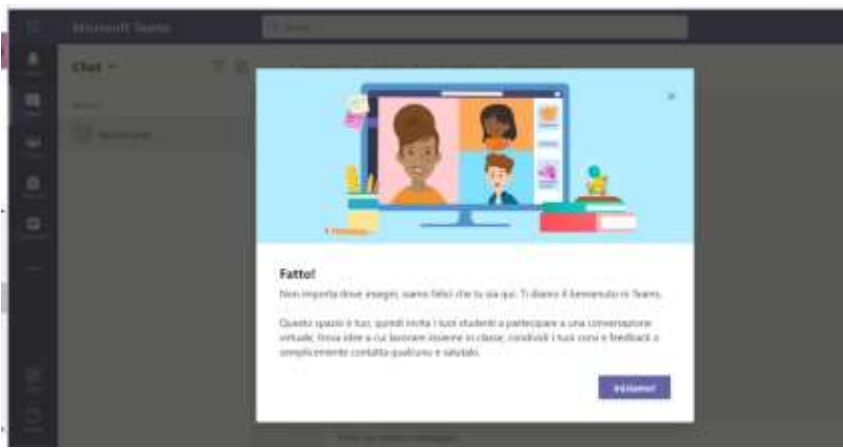 Microsoft Teams
Chat
Fatto!
Non importa dove insegni, siamo felici che tu sia qui. Ti diamo il benvenuto in Teams.
Questo spazio è tuo, quindi invita i tuoi studenti a partecipare a una conversazione
virtuale, trova idee a cui lavorare insieme in classe, condividi i tuoi corsi e feedback o
semplicemente contatta qualcuno e salutalo.
Iniziamo!